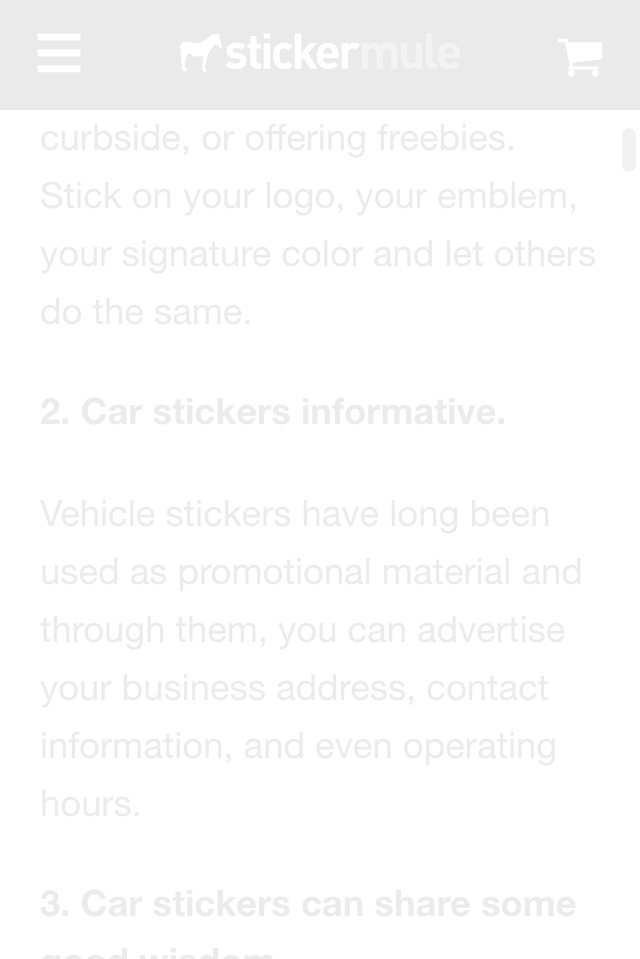 stickermule
curbside, or offering freebies.
Stick on your logo, your emblem,
your signature color and let others
do the same.
2. Car stickers informative.
Vehicle stickers have long been
used as promotional material and
through them, you can advertise
your business address, contact
information, and even operating
hours.
3. Car stickers can share some
good wisdom